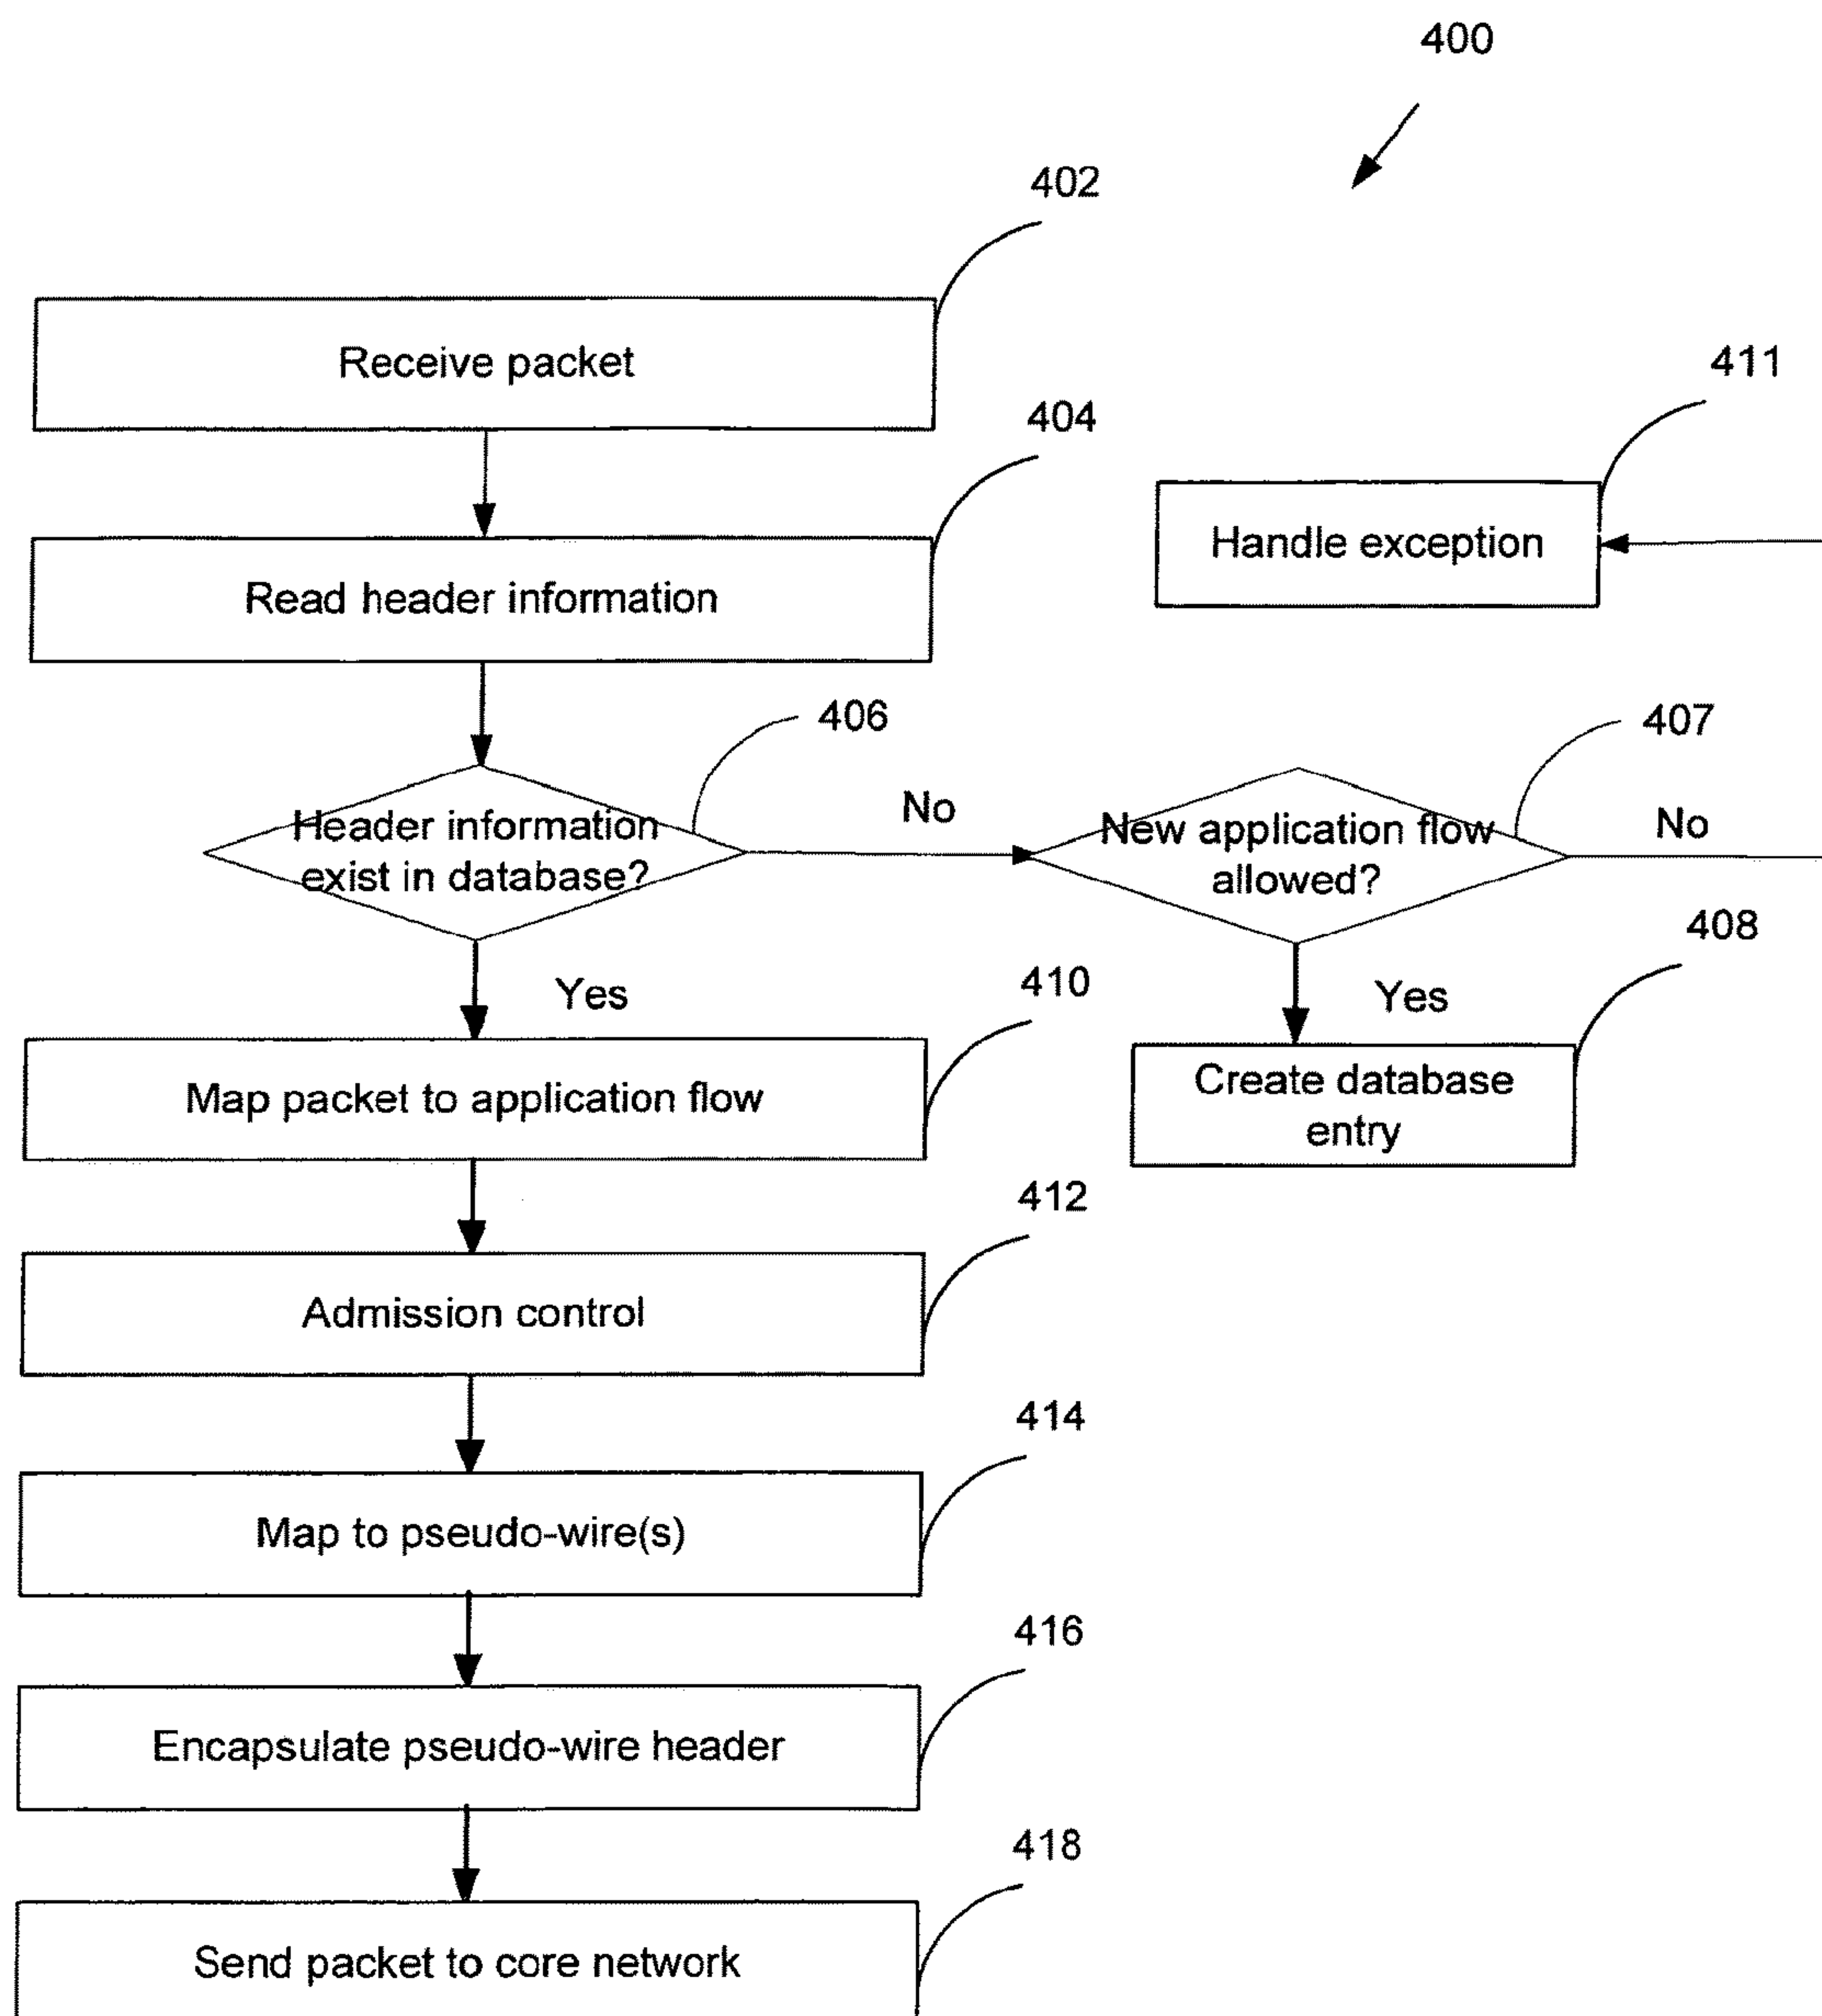 400
402
Receive packet
411
404
Handle exception
Read header information
406
407
No
No
Header information
exist in database?
New application flow
allowed?
408
410
Yes
Yes
Map packet to application flow
Create database
entry
412
Admission control
414
Map to pseudo-wire(s)
416
Encapsulate pseudo-wire header
418
Send packet to core network